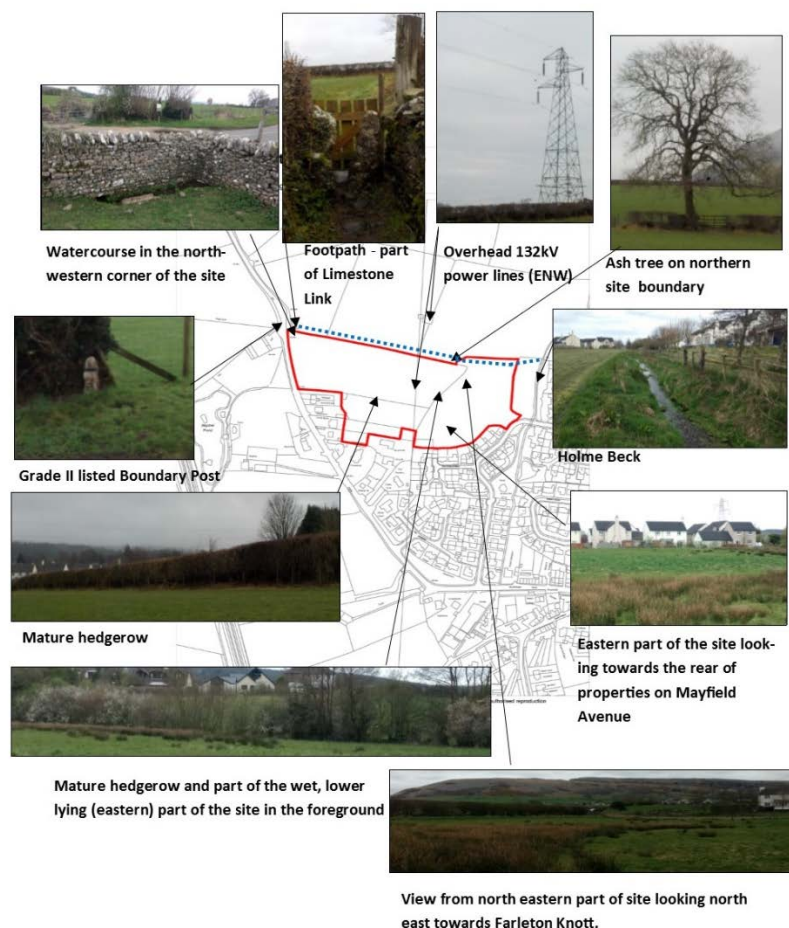 Watercourse in the north-
western corner of the site
Footpath - part
of Limestone
Link
Overhead 132kV
power lines (ENW)
Ash tree on northern
site boundary
Grade II listed Boundary Post
Holme Beck
Mature hedgerow
Eastern part of the site look-
ing towards the rear of
properties on Mayfield
Avenue
reproduction
Mature hedgerow and part of the wet, lower
lying (eastern) part of the site in the foreground
View from north eastern part of site looking north
east towards Farleton Knott.